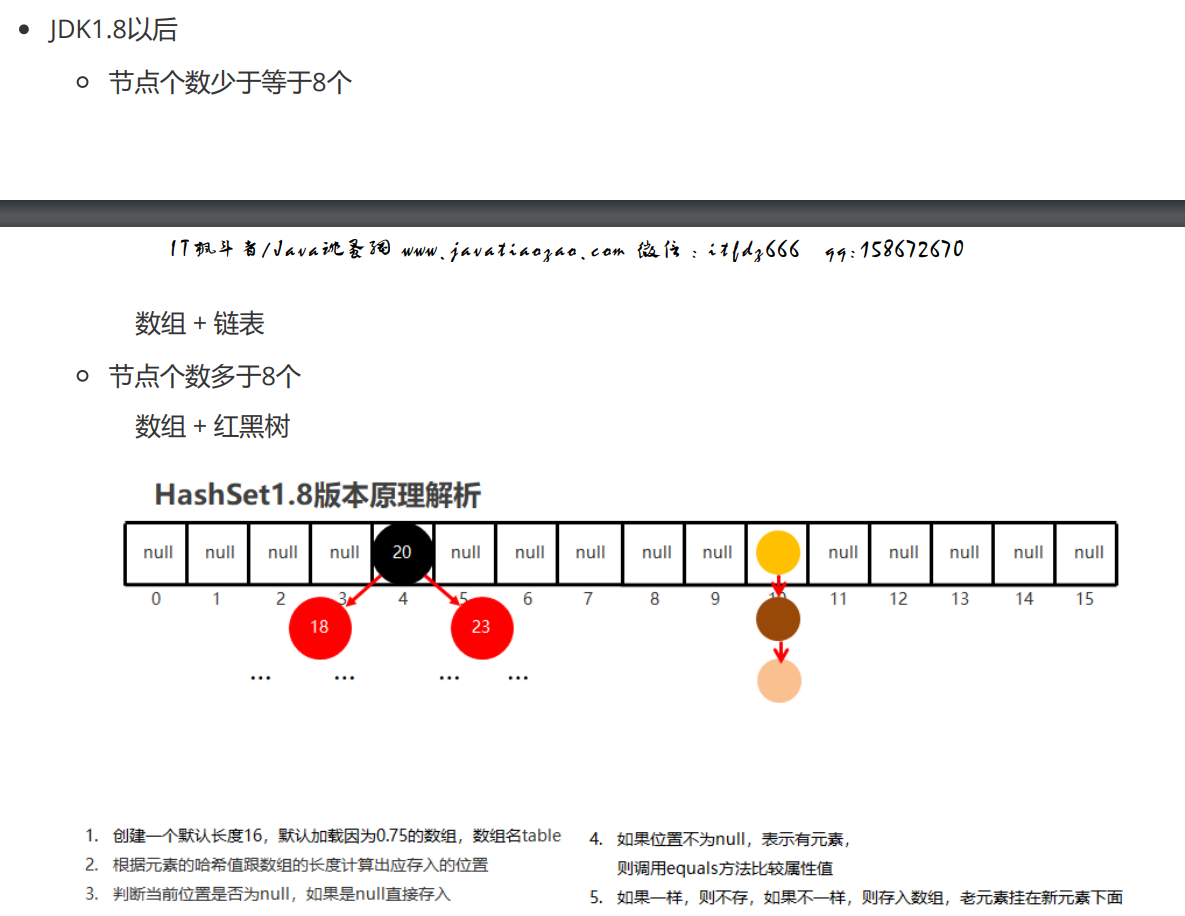 JDK1.8以后
节点个数少于等于8个
IT枫斗者/Java跳蚤网 www.javatiaozao.com 微信：itfdz666 qq:158672670
数组 + 链表
节点个数多于8个
数组 + 红黑树
HashSet1.8版本原理解析
null null null null 20 null null null null null null null null null null
0 1 2 3 4 5 6 7 8 9 10 11 12 13 14 15
18 23
... ... ... ...
1. 创建一个默认长度16，默认加载因为0.75的数组，数组名table
2. 根据元素的哈希值跟数组的长度计算出应存入的位置
3. 判断当前位置是否为null，如果是null直接存入
4. 如果位置不为null，表示有元素，
则调用equals方法比较属性值
5. 如果一样，则不存，如果不一样，则存入数组，老元素挂在新元素下面